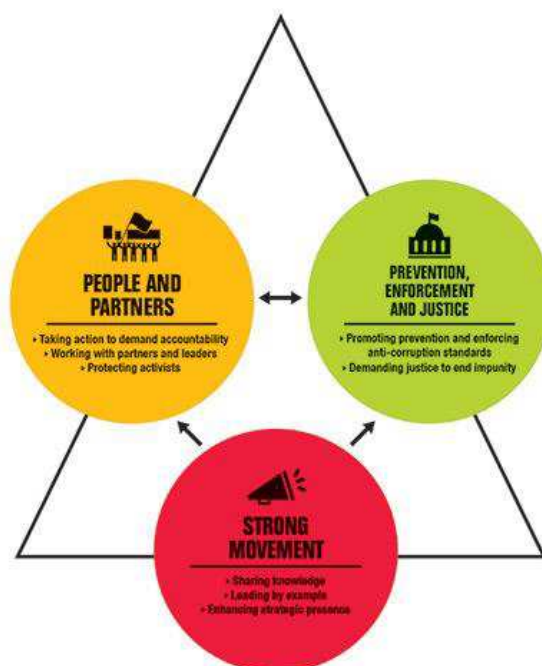 PEOPLE AND
PARTNERS
▸ Taking action to demand accountability
▸ Working with partners and leaders
▸ Protecting activists
PREVENTION,
ENFORCEMENT
AND JUSTICE
▸ Promoting prevention and enforcing
anti-corruption standards
▸ Demanding justice to end impunity
STRONG
MOVEMENT
▸ Sharing knowledge
▸ Leading by example
▸ Enhancing strategic presence